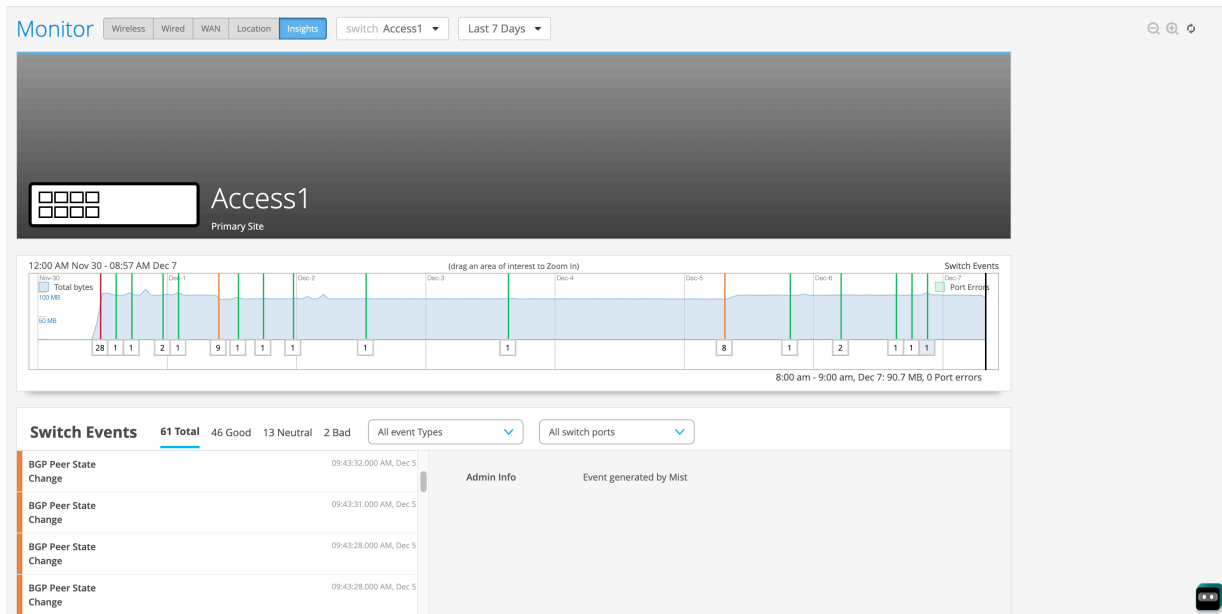 Monitor Wireless Wired WAN Location Insights switch Access1 Last 7 Days
Access1
Primary Site
12:00 AM Nov 30 - 08:57 AM Dec 7 (drag an area of interest to Zoom In) Switch Events
Nov-30 Dec-1 Dec-2 Dec-3 Dec-4 Dec-5 Dec-6 Dec-7
Total bytes Port Errors
100 MB
50 MB
28 1 1 2 1 9 1 1 1 1 1 8 1 2 1 1 1
8:00 am - 9:00 am, Dec 7: 90.7 MB, 0 Port errors
Switch Events 61 Total 46 Good 13 Neutral 2 Bad All event Types All switch ports
BGP Peer State Change 09:43:32.000 AM, Dec 5
Admin Info Event generated by Mist
BGP Peer State Change 09:43:31.000 AM, Dec 5
BGP Peer State Change 09:43:28.000 AM, Dec 5
BGP Peer State Change 09:43:28.000 AM, Dec 5